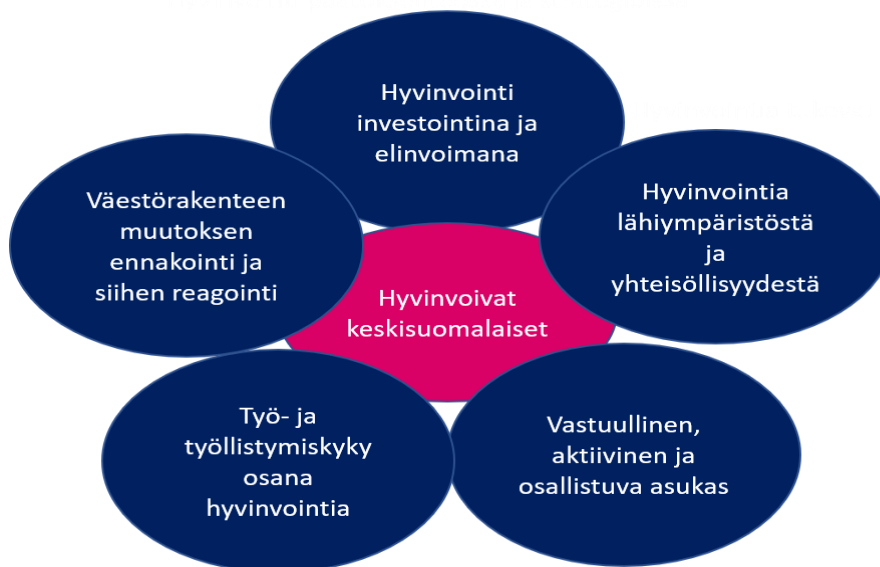 Hyvinvointi
investointina ja
elinvoimana
Hyvinvointia
lähiympäristöstä
ja
yhteisöllisyydestä
Väestörakenteen
muutoksen
ennakointi ja
siihen reagointi
Hyvinvoivat
keskisuomalaiset
Työ- ja
työllistymiskyky
osana
hyvinvointia
Vastuullinen,
aktiivinen ja
osallistuva asukas